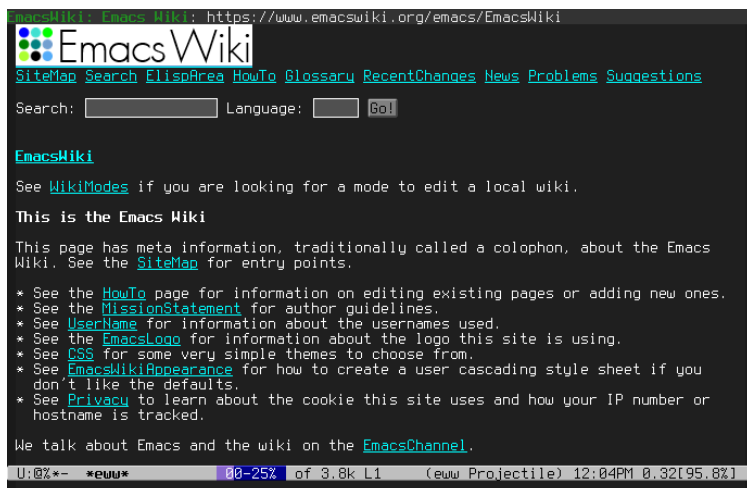 EmacsWiki: Emacs Wiki: https://www.emacswiki.org/emacs/EmacsWiki
EmacsWiki
SiteMap Search ElispArea HowTo Glossary RecentChanges News Problems Suggestions
Search: Language: Go!
EmacsWiki
See WikiModes if you are looking for a mode to edit a local wiki.
This is the Emacs Wiki
This page has meta information, traditionally called a colophon, about the Emacs
Wiki. See the SiteMap for entry points.
* See the HowTo page for information on editing existing pages or adding new ones.
* See the MissionStatement for author guidelines.
* See UserName for information about the usernames used.
* See the EmacsLogo for information about the logo this site is using.
* See CSS for some very simple themes to choose from.
* See EmacsWikiAppearance for how to create a user cascading style sheet if you
don't like the defaults.
* See Privacy to learn about the cookie this site uses and how your IP number or
hostname is tracked.
We talk about Emacs and the wiki on the EmacsChannel.
U:@%*- *eww* 00-25% of 3.8k L1 (eww Projectile) 12:04PM 0.32[95.8%]